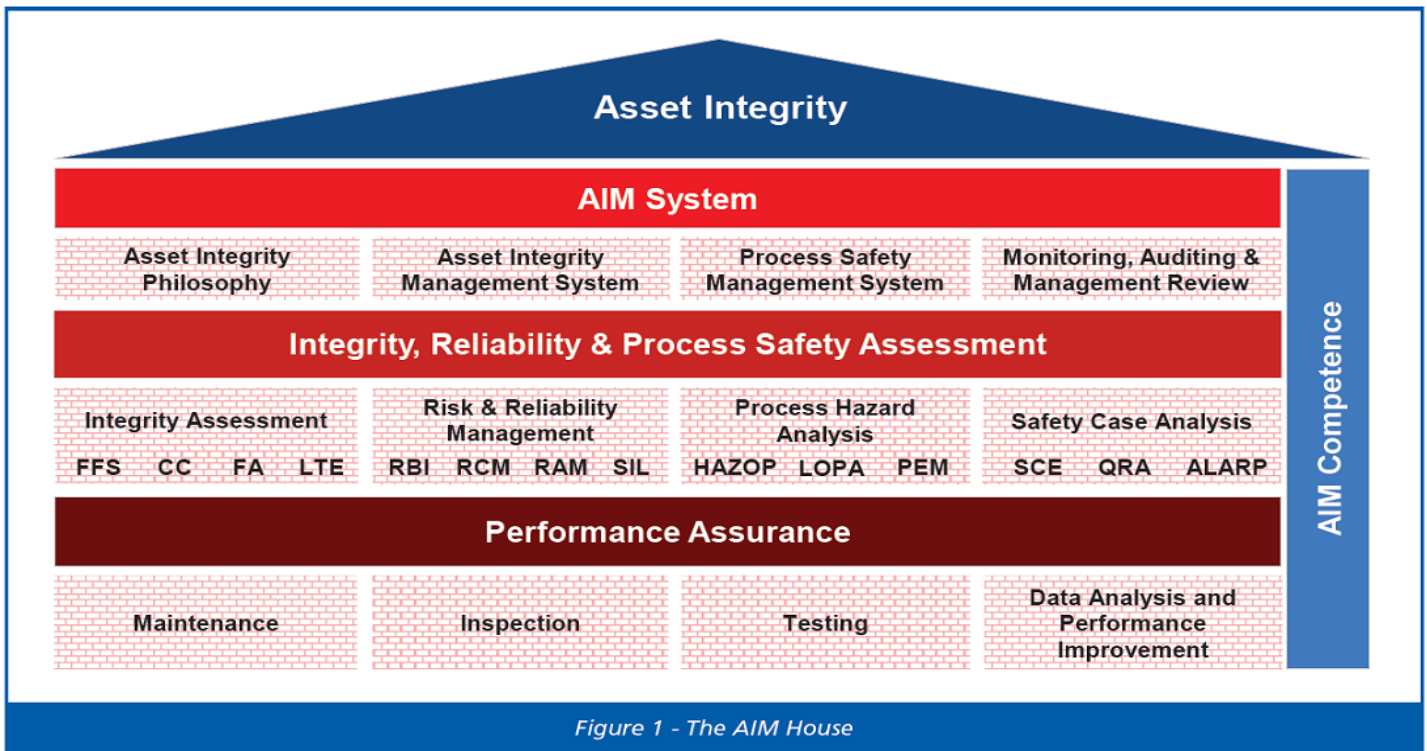 Asset Integrity
AIM System
Asset Integrity
Philosophy
Asset Integrity
Management System
Process Safety
Management System
Monitoring, Auditing &
Management Review
Integrity, Reliability & Process Safety Assessment
Integrity Assessment
FFS CC FA LTE
Risk & Reliability
Management
RBI RCM RAM SIL
Process Hazard
Analysis
HAZOP LOPA PEM
Safety Case Analysis
SCE QRA ALARP
Performance Assurance
Maintenance
Inspection
Testing
Data Analysis and
Performance
Improvement
AIM Competence
Figure 1 - The AIM House